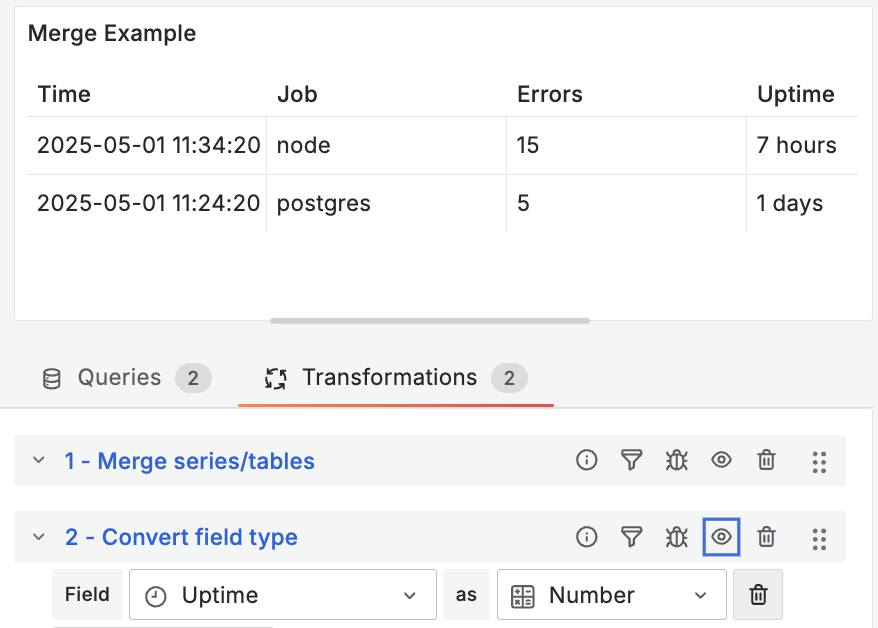 Merge Example
Time Job Errors Uptime
2025-05-01 11:34:20 node 15 7 hours
2025-05-01 11:24:20 postgres 5 1 days
Queries 2 Transformations 2
1 - Merge series/tables
2 - Convert field type
Field Uptime as Number